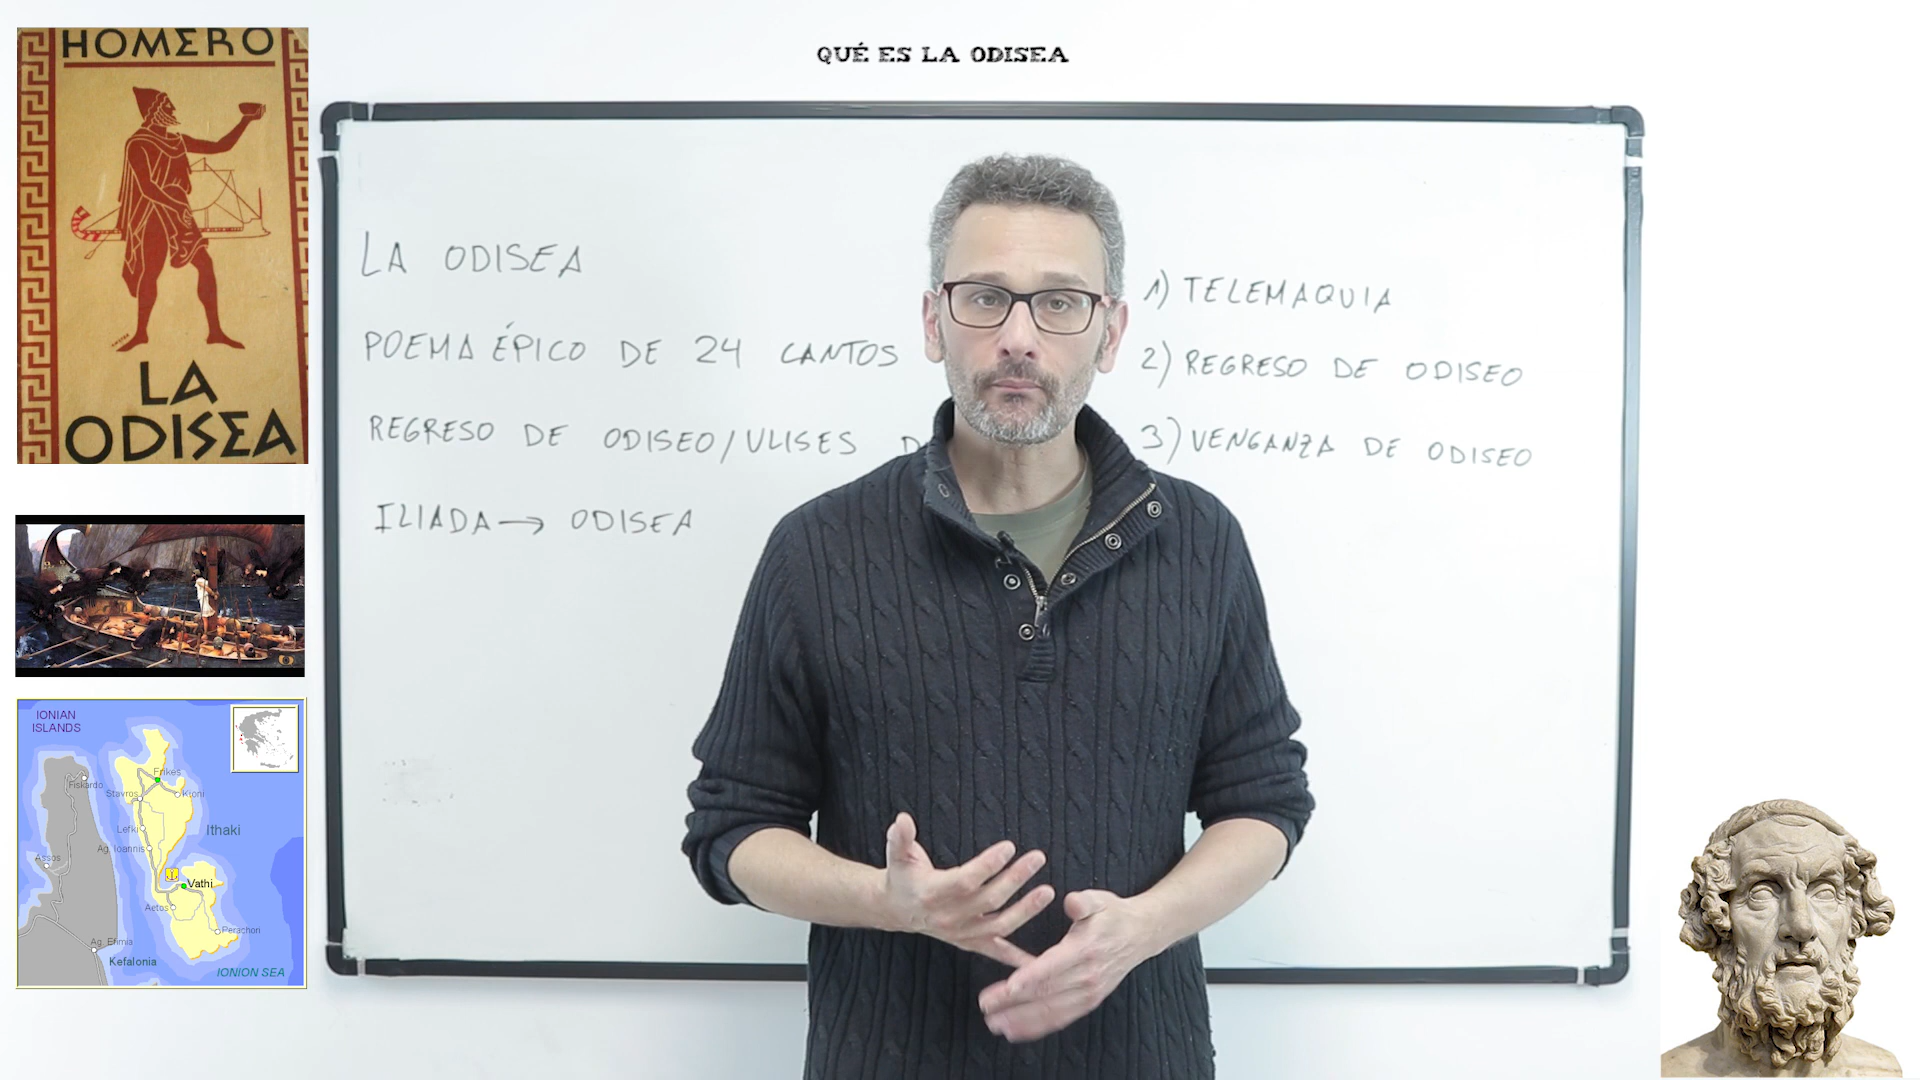 HOMERO
LA
ODISEA
QUÉ ES LA ODISEA
LA ODISEA
POEMA ÉPICO DE 24 CANTOS
REGRESO DE ODISEO/ULISES
ILIADA → ODISEA
1) TELEMAQUIA
2) REGRESO DE ODISEO
3) VENGANZA DE ODISEO
IONIAN
ISLANDS
Frikes
Fiskardo
Stavros
Kioni
Lefki
Ithaki
Ag. Ioannis
Assos
Vathi
Aetos
Perachori
Ag. Efimia
Kefalonia
IONION SEA